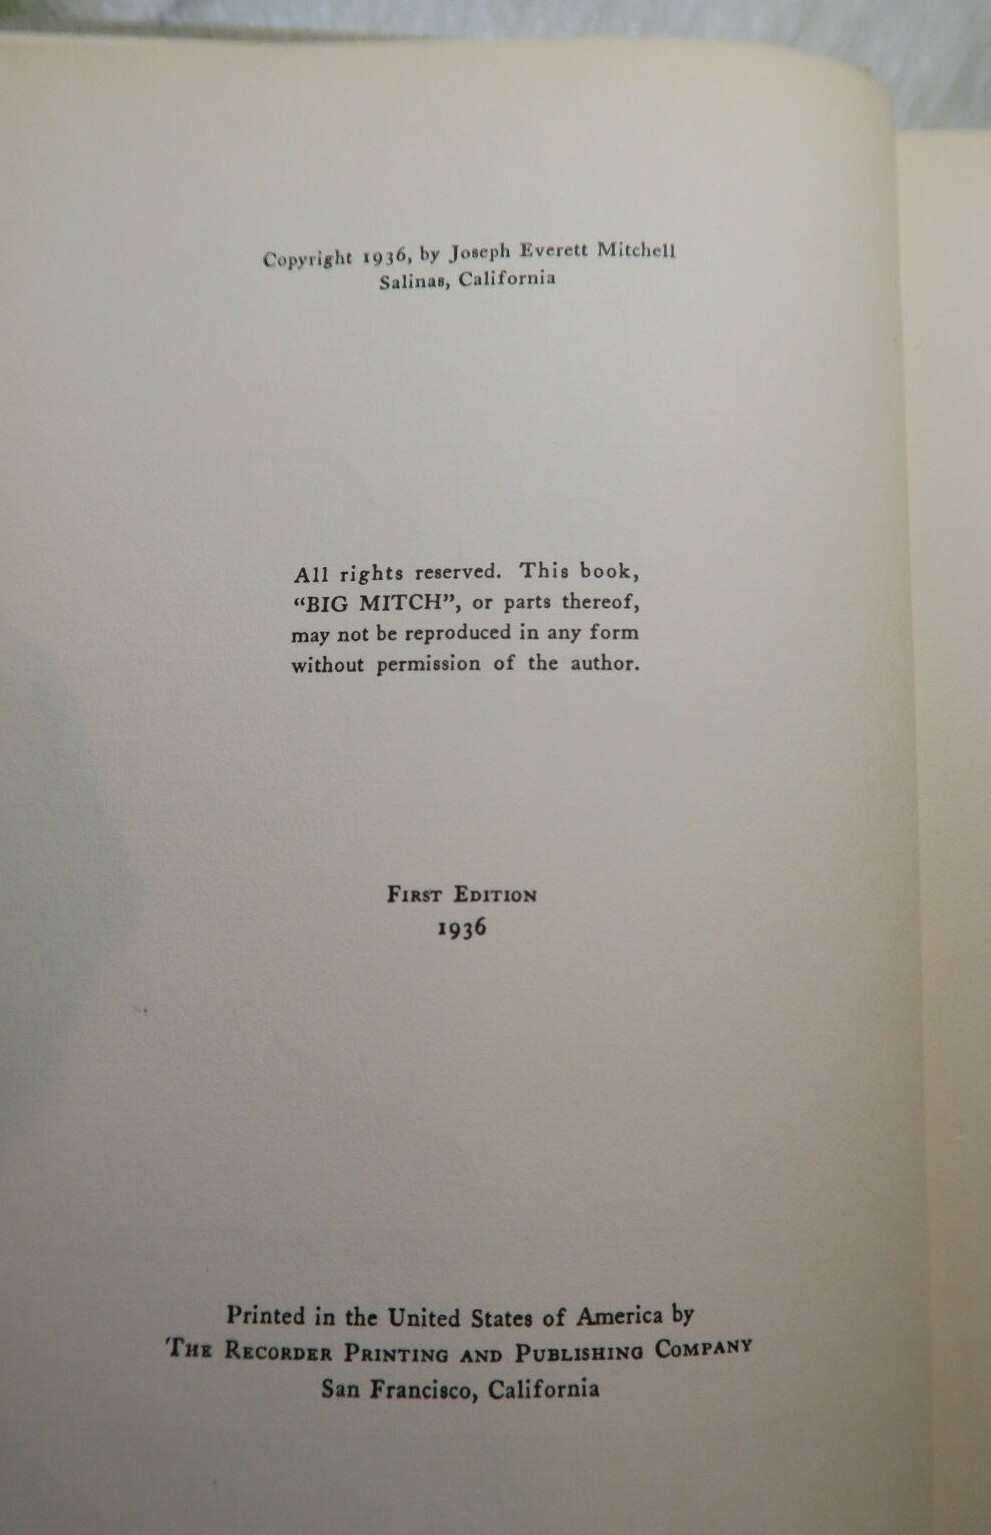 Copyright 1936, by Joseph Everett Mitchell
Salinas, California
All rights reserved. This book,
“BIG MITCH”, or parts thereof,
may not be reproduced in any form
without permission of the author.
First Edition
1936
Printed in the United States of America by
The Recorder Printing and Publishing Company
San Francisco, California